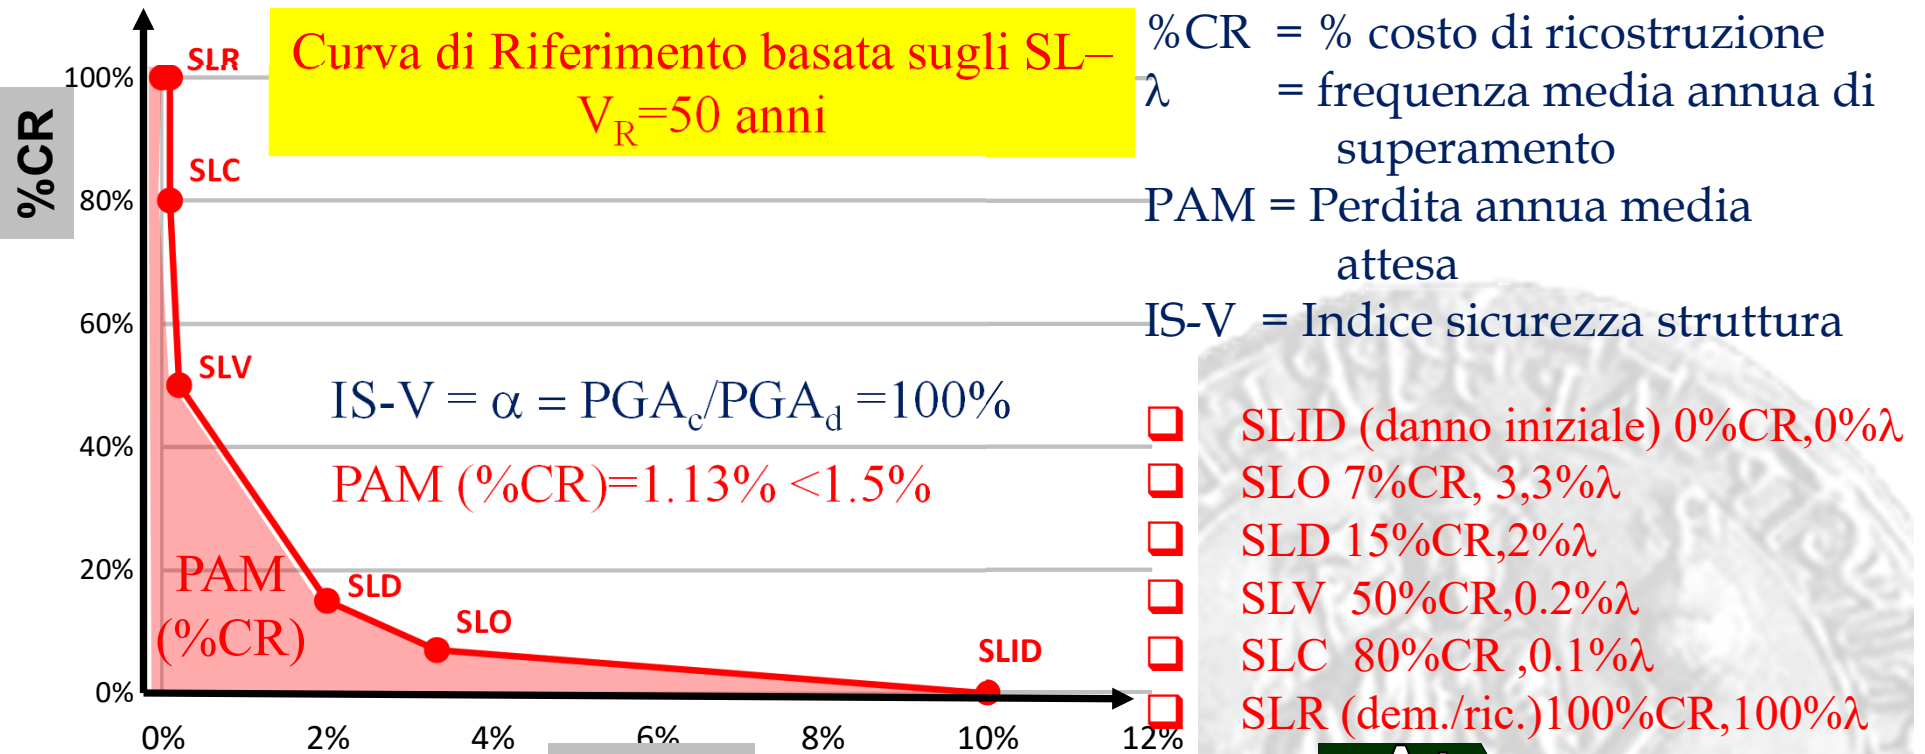 Curva di Riferimento basata sugli SL–
V_R=50 anni
%CR
100%
80%
60%
40%
20%
0%
0%
2%
4%
6%
8%
10%
12%
SLR
SLC
SLV
SLD
SLO
SLID
IS-V = α = PGA_c/PGA_d =100%
PAM (%CR)=1.13% <1.5%
PAM
(%CR)
%CR = % costo di ricostruzione
λ = frequenza media annua di
superamento
PAM = Perdita annua media
attesa
IS-V = Indice sicurezza struttura
❑ SLID (danno iniziale) 0%CR,0%λ
❑ SLO 7%CR, 3,3%λ
❑ SLD 15%CR,2%λ
❑ SLV 50%CR,0.2%λ
❑ SLC 80%CR ,0.1%λ
❑ SLR (dem./ric.)100%CR,100%λ